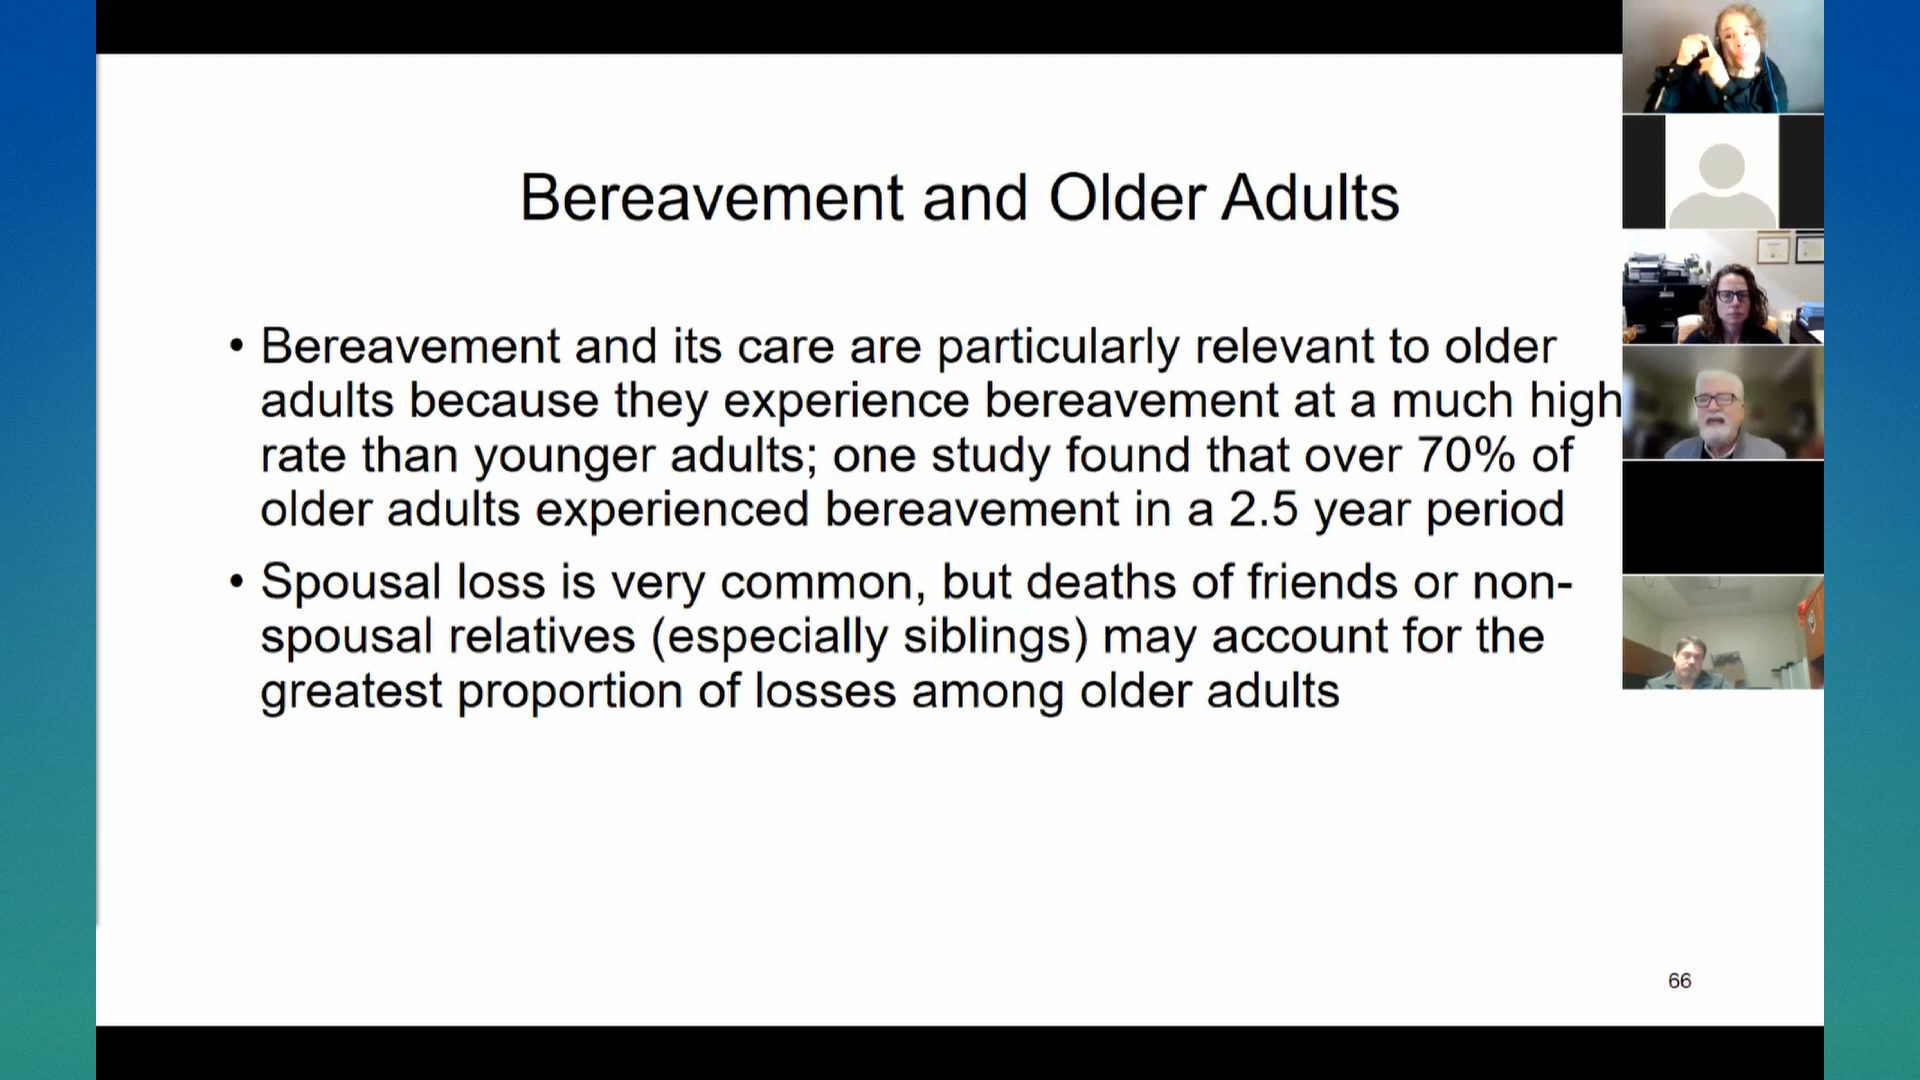 Bereavement and Older Adults
• Bereavement and its care are particularly relevant to older
adults because they experience bereavement at a much high
rate than younger adults; one study found that over 70% of
older adults experienced bereavement in a 2.5 year period
• Spousal loss is very common, but deaths of friends or non-
spousal relatives (especially siblings) may account for the
greatest proportion of losses among older adults
66